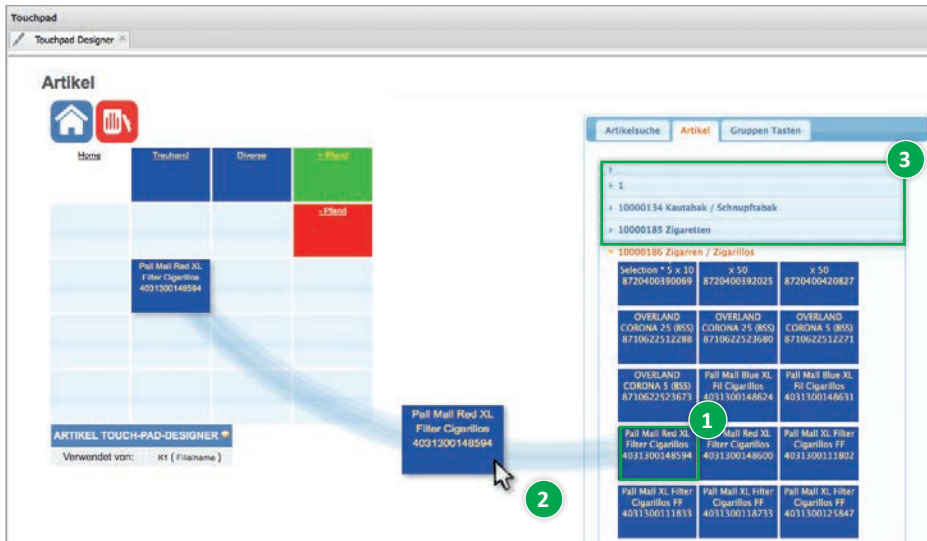 Touchpad
Touchpad Designer
Artikel
Home
Treuhand
Diverse
+ Pfand
- Pfand
Pall Mall Red XL
Filter Cigarillos
4031300148594
ARTIKEL TOUCH-PAD-DESIGNER
Verwendet von: K1 ( Filialname )
Pall Mall Red XL
Filter Cigarillos
4031300148594
2
Artikelsuche Artikel Gruppen Tasten
3
1
10000134 Kautabak / Schnupftabak
10000185 Zigaretten
10000186 Zigarren / Zigarillos
Selection * 5 x 10
8720400390069
x 50
8720400392025
x 50
8720400420827
OVERLAND
CORONA 25 (BSS)
8710622512288
OVERLAND
CORONA 25 (BSS)
8710622523680
OVERLAND
CORONA 5 (BSS)
8710622512271
OVERLAND
CORONA 5 (BSS)
8710622523673
Pall Mall Blue XL
Fil Cigarillos
4031300148624
Pall Mall Blue XL
Fil Cigarillos
4031300148631
1
Pall Mall Red XL
Filter Cigarillos
4031300148594
Mall Red XL
Filter Cigarillos
4031300148600
Pall Mall XL Filter
Cigarillos FF
4031300111802
Pall Mall XL Filter
Cigarillos FF
4031300111833
Pall Mall XL Filter
Cigarillos FF
4031300118733
Pall Mall XL Filter
Cigarillos FF
4031300125847